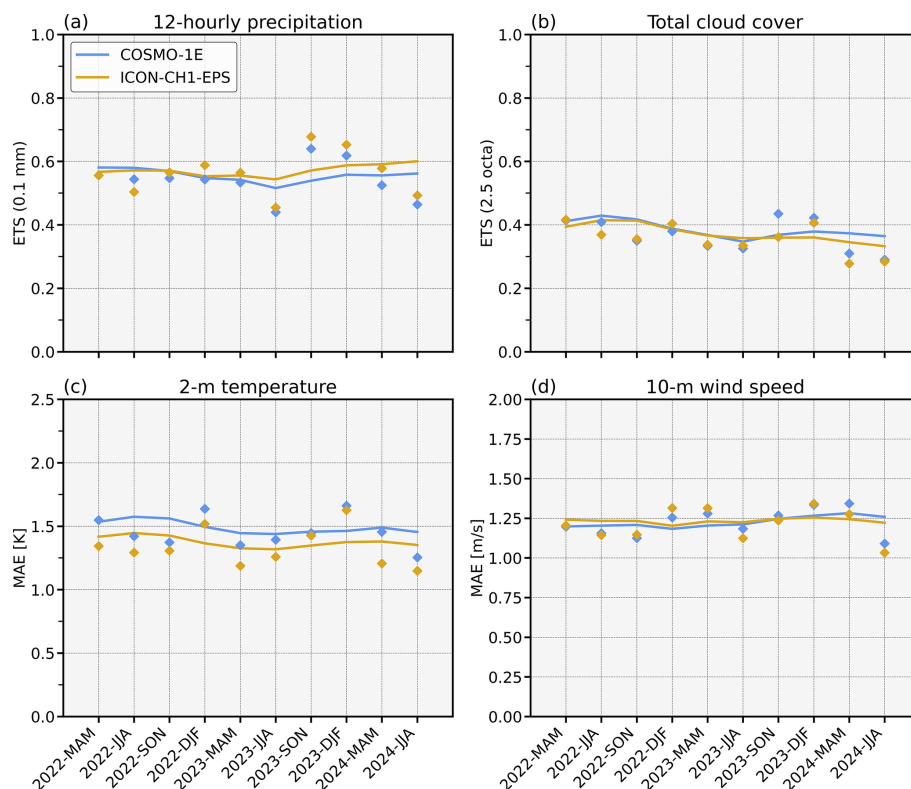 (a) 12-hourly precipitation
(b) Total cloud cover
1.0
0.8
0.6
0.4
0.2
0.0
ETS (0.1 mm)
COSMO-1E
ICON-CH1-EPS
1.0
0.8
0.6
0.4
0.2
0.0
ETS (2.5 octa)
(c) 2-m temperature
(d) 10-m wind speed
2.5
2.0
1.5
1.0
0.5
0.0
MAE [K]
2022-MAM
2022-JJA
2022-SON
2022-DJF
2023-MAM
2023-JJA
2023-SON
2023-DJF
2024-MAM
2024-JJA
2.00
1.75
1.50
1.25
1.00
0.75
0.50
0.25
0.00
MAE [m/s]
2022-MAM
2022-JJA
2022-SON
2022-DJF
2023-MAM
2023-JJA
2023-SON
2023-DJF
2024-MAM
2024-JJA